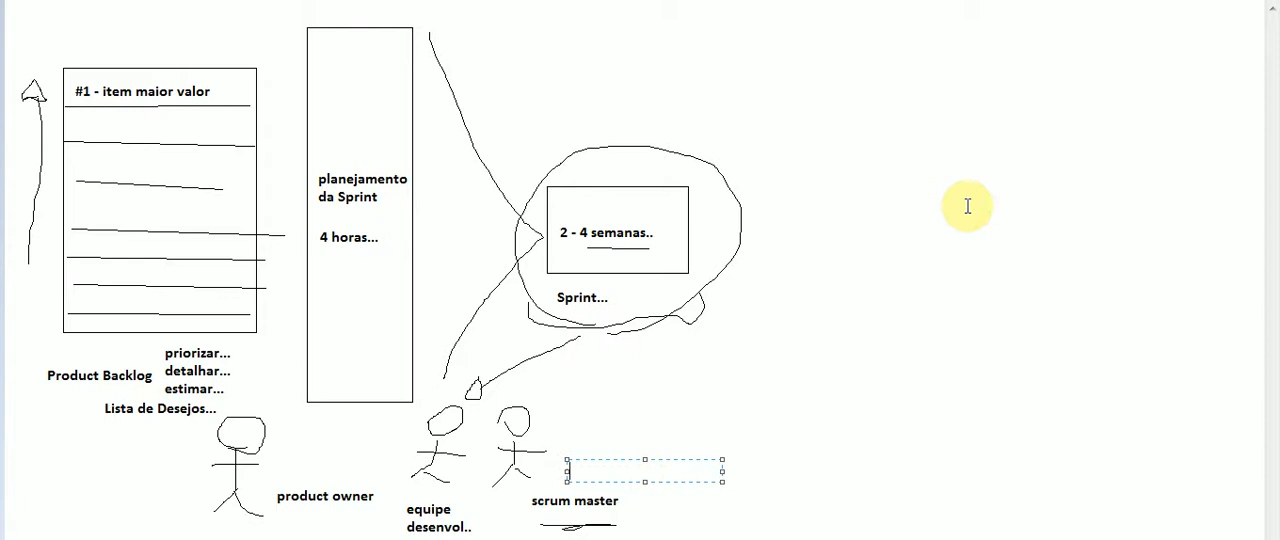 #1 - item maior valor
planejamento
da Sprint
4 horas...
2 - 4 semanas..
Sprint...
priorizar...
Product Backlog
detalhar...
estimar...
Lista de Desejos...
product owner
equipe
desenvol..
scrum master